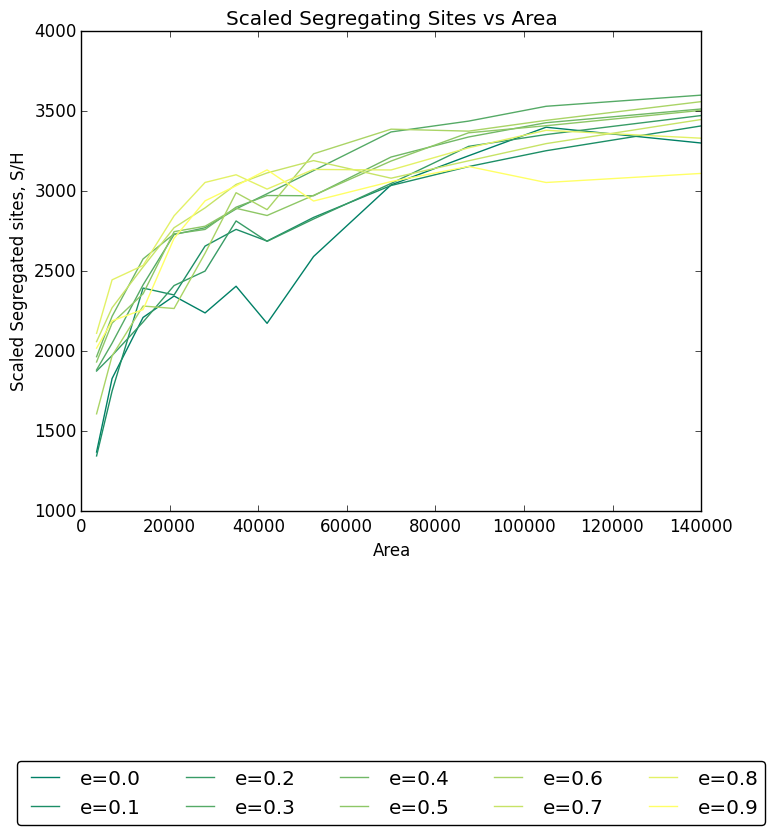 Scaled Segregating Sites vs Area
4000
3500
3000
2500
2000
1500
1000
Scaled Segregated sites, S/H
0 20000 40000 60000 80000 100000 120000 140000
Area
e=0.0 e=0.2 e=0.4 e=0.6 e=0.8
e=0.1 e=0.3 e=0.5 e=0.7 e=0.9